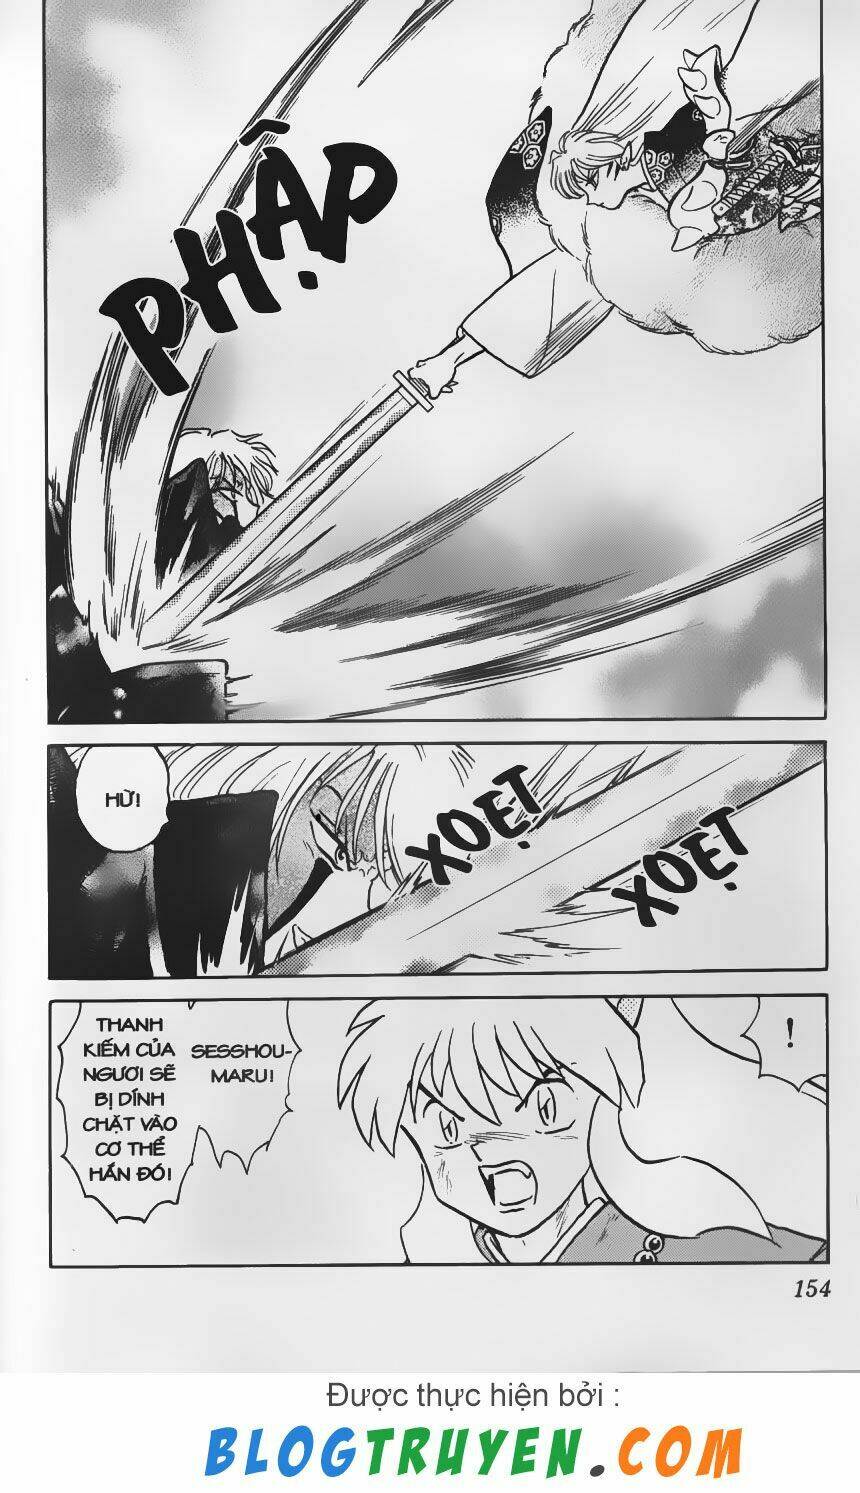 PHẬP
HỪ!
XOẸT
XOẸT
!
SESSHOU-
MARU!
THANH
KIẾM CỦA
NGƯƠI SẼ
BỊ DÍNH
CHẶT VÀO
CƠ THỂ
HẮN ĐÓ!
154
Được thực hiện bởi :
BLOGTRUYEN.COM